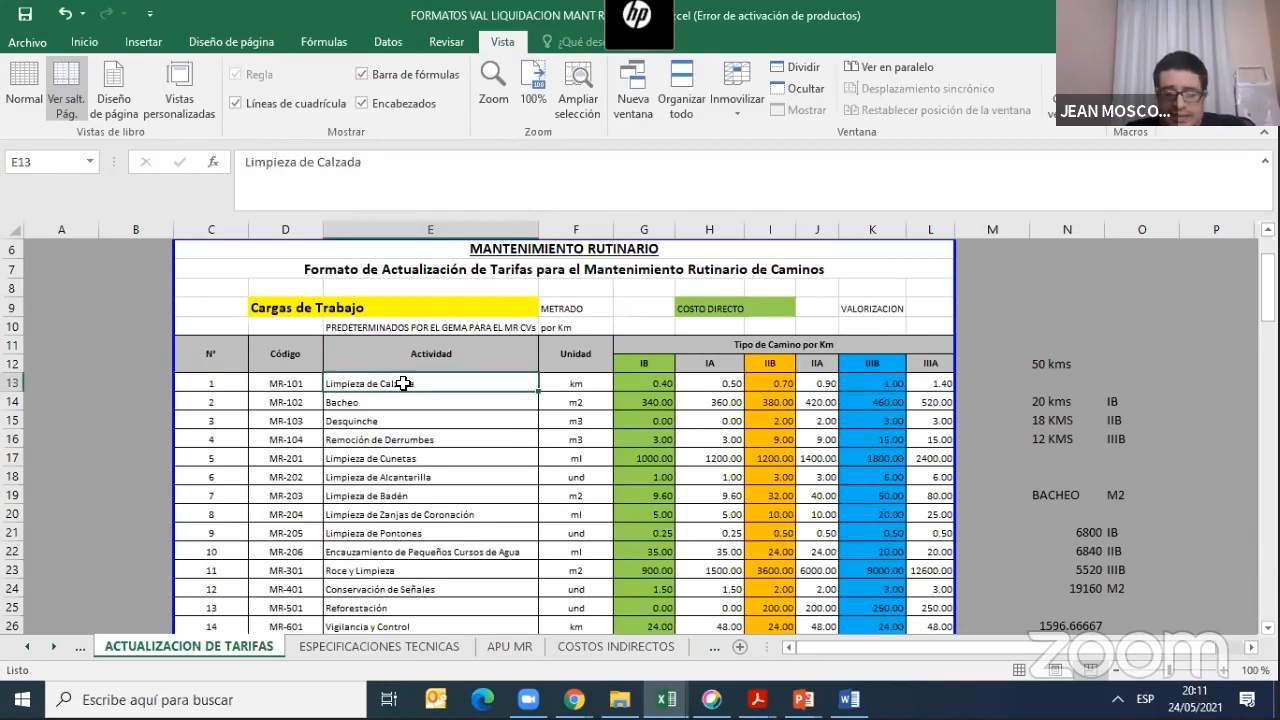 FORMATOS VAL LIQUIDACION MANT R
cel (Error de activación de productos)
Archivo Inicio Insertar Diseño de página Fórmulas Datos Revisar Vista ¿Qué des
Normal
Ver salt. Pág.
Diseño de página
Vistas personalizadas
Vistas de libro
Regla
Barra de fórmulas
Líneas de cuadrícula
Encabezados
Mostrar
Zoom
100%
Ampliar selección
Zoom
Nueva ventana
Organizar todo
Inmovilizar
Dividir
Ocultar
Mostrar
Ver en paralelo
Desplazamiento sincrónico
Restablecer posición de la ventana
Ventana
Macros
JEAN MOSCO...
E13 fx Limpieza de Calzada
A B C D E F G H I J K L M N O P
6 MANTENIMIENTO RUTINARIO
7 Formato de Actualización de Tarifas para el Mantenimiento Rutinario de Caminos
8
9 Cargas de Trabajo METRADO COSTO DIRECTO VALORIZACION
10 PREDETERMINADOS POR EL GEMA PARA EL MR CVs por Km
11 N° Código Actividad Unidad Tipo de Camino por Km
12 IB IA IIB IIA IIIB IIIA 50 kms
13 1 MR-101 Limpieza de Cal km 0.40 0.50 0.70 0.90 1.00 1.40
14 2 MR-102 Bacheo m2 340.00 360.00 380.00 420.00 460.00 520.00 20 kms IB
15 3 MR-103 Desquinche m3 0.00 0.00 2.00 2.00 3.00 3.00 18 KMS IIB
16 4 MR-104 Remoción de Derrumbes m3 3.00 3.00 9.00 9.00 15.00 15.00 12 KMS IIIB
17 5 MR-201 Limpieza de Cunetas ml 1000.00 1200.00 1200.00 1400.00 1800.00 2400.00
18 6 MR-202 Limpieza de Alcantarilla und 1.00 1.00 3.00 3.00 6.00 6.00
19 7 MR-203 Limpieza de Badén m2 9.60 9.60 32.00 40.00 50.00 80.00 BACHEO M2
20 8 MR-204 Limpieza de Zanjas de Coronación ml 5.00 5.00 10.00 10.00 20.00 25.00
21 9 MR-205 Limpieza de Pontones und 0.25 0.25 0.50 0.50 0.50 0.50 6800 IB
22 10 MR-206 Encauzamiento de Pequeños Cursos de Agua ml 35.00 35.00 24.00 24.00 20.00 20.00 6840 IIB
23 11 MR-301 Roce y Limpieza m2 900.00 1500.00 3600.00 6000.00 9000.00 12600.00 5520 IIIB
24 12 MR-401 Conservación de Señales und 1.50 1.50 2.00 2.00 3.00 3.00 19160 M2
25 13 MR-501 Reforestación und 0.00 0.00 200.00 200.00 250.00 250.00
26 14 MR-601 Vigilancia y Control km 24.00 48.00 24.00 48.00 24.00 48.00 1596.66667
... ACTUALIZACION DE TARIFAS ESPECIFICACIONES TECNICAS APU MR COSTOS INDIRECTOS ...
zoom
Listo 100 %
Escribe aquí para buscar
ESP 20:11
24/05/2021